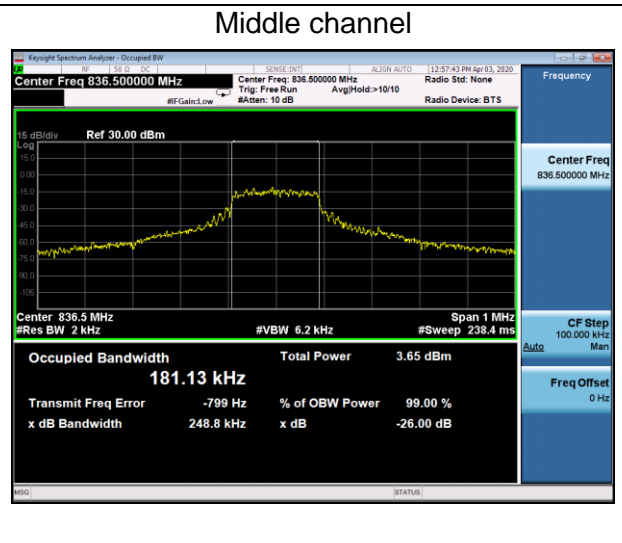 Middle channel
Keysight Spectrum Analyzer - Occupied BW
RF 50 Ω DC SENSE:INT ALIGN AUTO 12:57:43 PM Apr 03, 2020
Center Freq 836.500000 MHz
Center Freq: 836.500000 MHz Radio Std: None
Trig: Free Run Avg|Hold:>10/10
#IFGain:Low #Atten: 10 dB Radio Device: BTS
15 dB/div Ref 30.00 dBm
Log
15.0
0.00
-15.0
-30.0
-45.0
-60.0
-75.0
-90.0
-105
Center 836.5 MHz Span 1 MHz
#Res BW 2 kHz #VBW 6.2 kHz #Sweep 238.4 ms
Occupied Bandwidth Total Power 3.65 dBm
181.13 kHz
Transmit Freq Error -799 Hz % of OBW Power 99.00 %
x dB Bandwidth 248.8 kHz x dB -26.00 dB
MSG STATUS
Frequency
Center Freq
836.500000 MHz
CF Step
100.000 kHz
Auto Man
Freq Offset
0 Hz